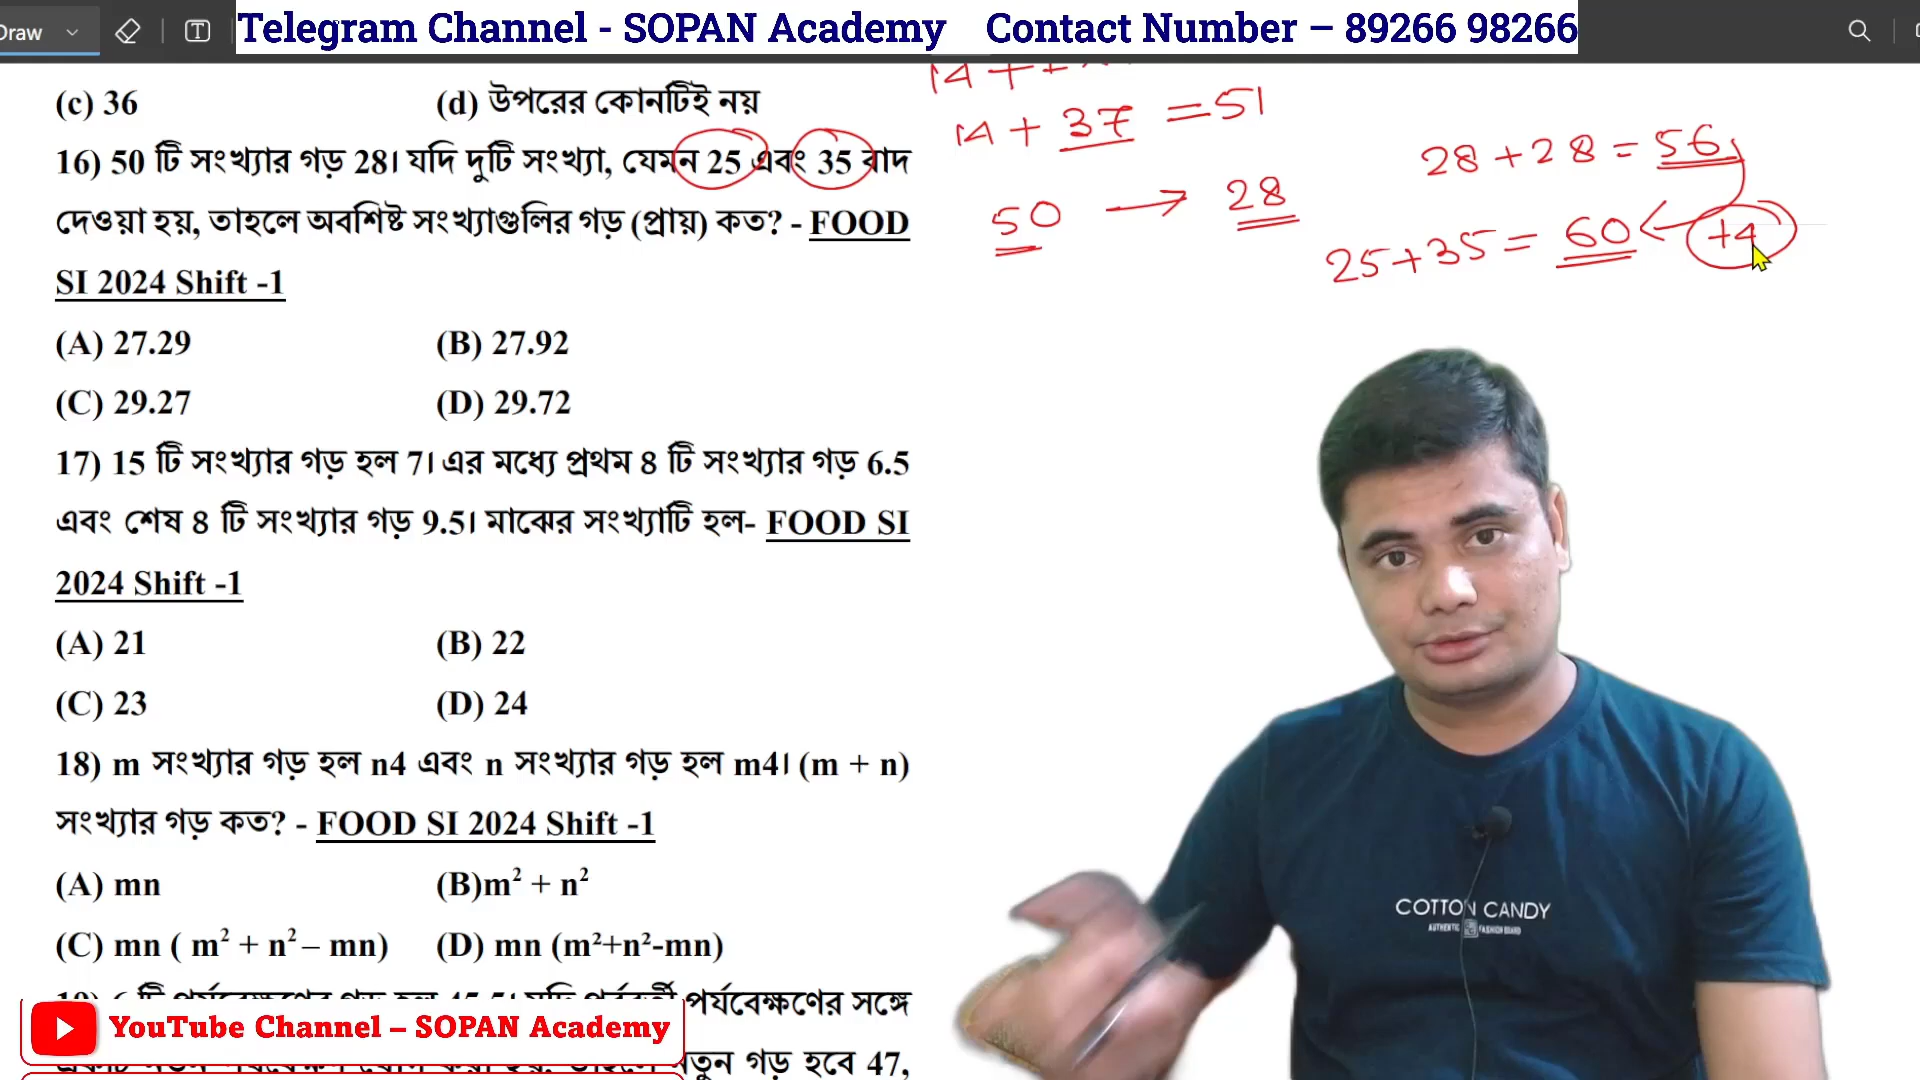 Draw
Telegram Channel - SOPAN Academy Contact Number – 89266 98266
(c) 36 (d) উপরের কোনটিই নয়
16) 50 টি সংখ্যার গড় 28। যদি দুটি সংখ্যা, যেমন 25 এবং 35 বাদ
দেওয়া হয়, তাহলে অবশিষ্ট সংখ্যাগুলির গড় (প্রায়) কত? - FOOD
SI 2024 Shift -1
(A) 27.29 (B) 27.92
(C) 29.27 (D) 29.72
17) 15 টি সংখ্যার গড় হল 7। এর মধ্যে প্রথম 8 টি সংখ্যার গড় 6.5
এবং শেষ 8 টি সংখ্যার গড় 9.5। মাঝের সংখ্যাটি হল- FOOD SI
2024 Shift -1
(A) 21 (B) 22
(C) 23 (D) 24
18) m সংখ্যার গড় হল n4 এবং n সংখ্যার গড় হল m4। (m + n)
সংখ্যার গড় কত? - FOOD SI 2024 Shift -1
(A) mn (B)m² + n²
(C) mn ( m² + n² – mn) (D) mn (m²+n²-mn)
পর্যবেক্ষণের সঙ্গে
YouTube Channel – SOPAN Academy
নতুন গড় হবে 47,
14 + 37 = 51
50 → 28
28 + 28 = 56
25 + 35 = 60 ← +4
COTTON CANDY
AUTHENTIC FASHION BRAND